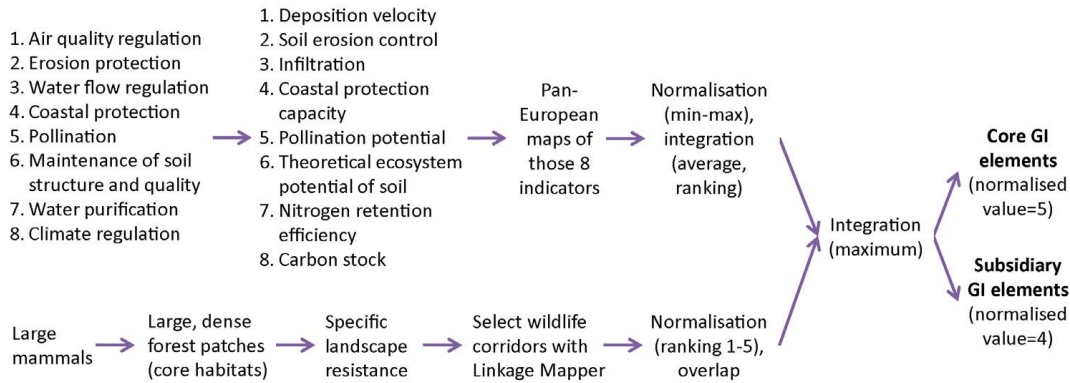 1. Air quality regulation
2. Erosion protection
3. Water flow regulation
4. Coastal protection
5. Pollination
6. Maintenance of soil
structure and quality
7. Water purification
8. Climate regulation
1. Deposition velocity
2. Soil erosion control
3. Infiltration
4. Coastal protection
capacity
5. Pollination potential
6. Theoretical ecosystem
potential of soil
7. Nitrogen retention
efficiency
8. Carbon stock
Pan-
European
maps of
those 8
indicators
Normalisation
(min-max),
integration
(average,
ranking)
Large
mammals
Large, dense
forest patches
(core habitats)
Specific
landscape
resistance
Select wildlife
corridors with
Linkage Mapper
Normalisation
(ranking 1-5),
overlap
Integration
(maximum)
Core GI
elements
(normalised
value=5)
Subsidiary
GI elements
(normalised
value=4)